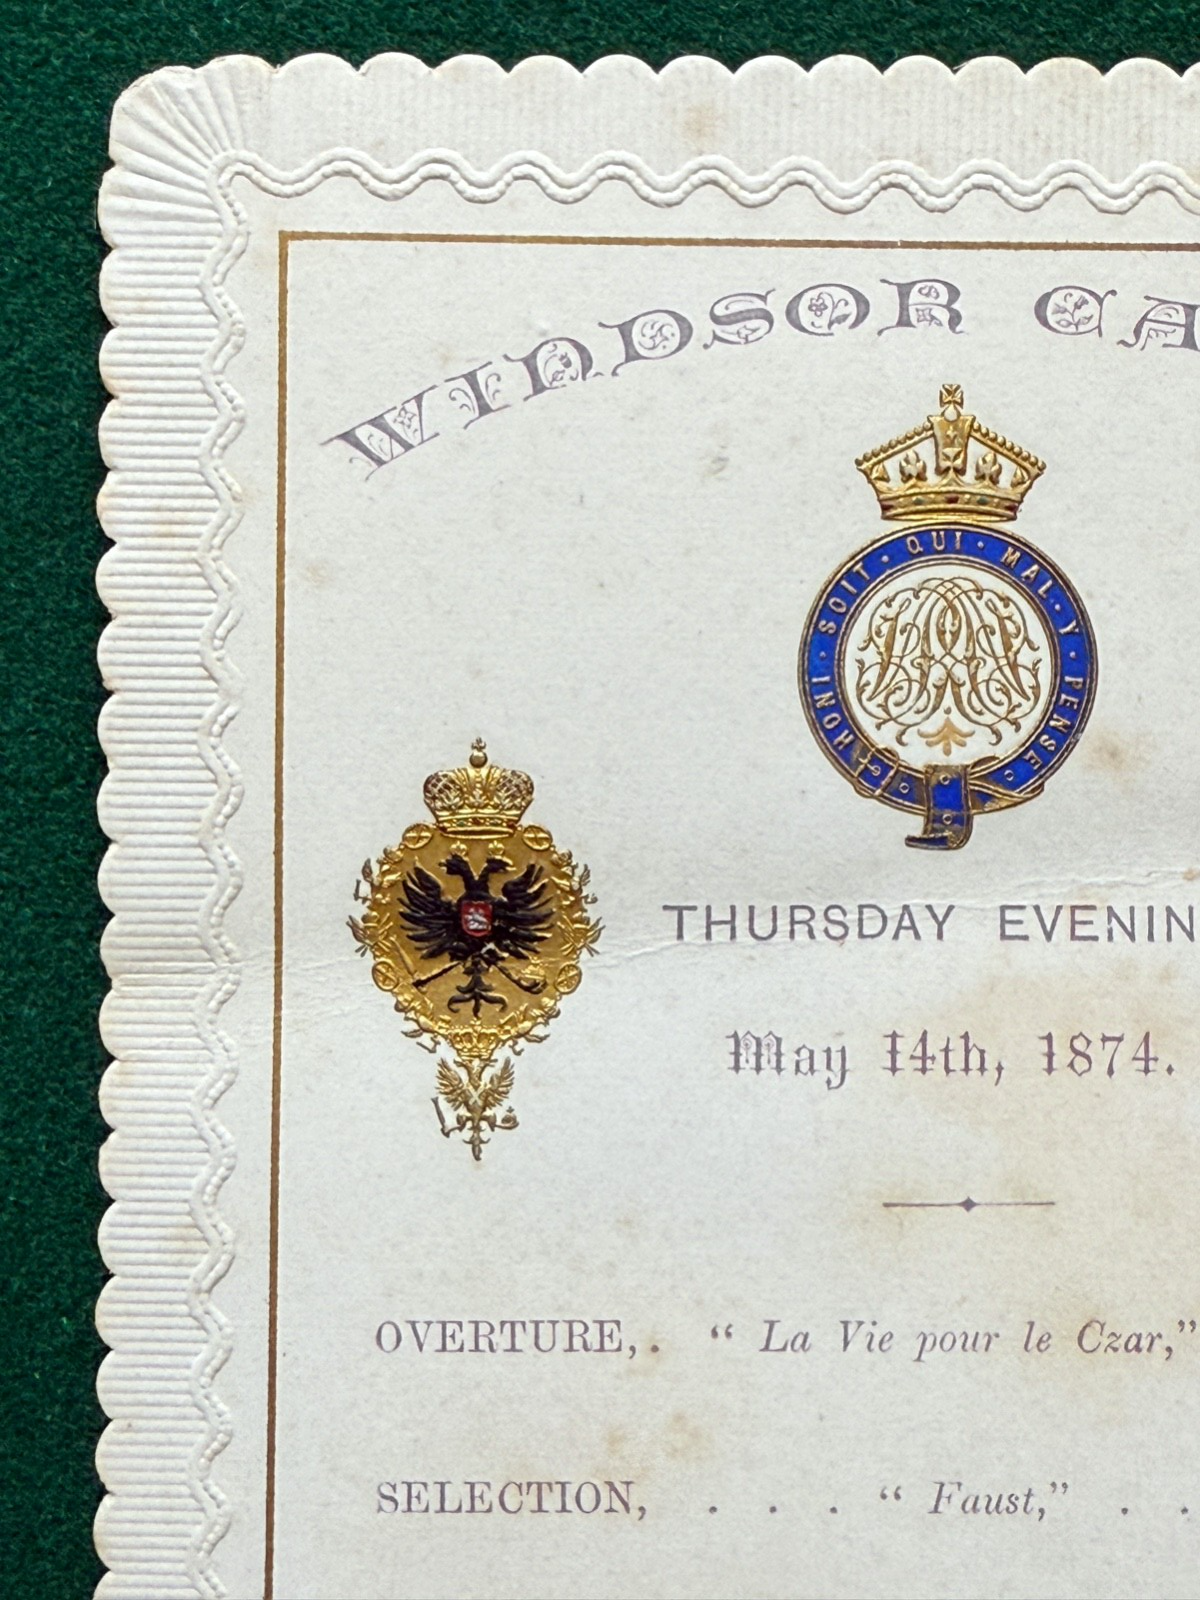 WINDSOR CA
HONI · SOIT · QUI · MAL · Y · PENSE
THURSDAY EVENIN
May 14th, 1874.
OVERTURE, . “ La Vie pour le Czar,”
SELECTION, . . . “ Faust,” . .